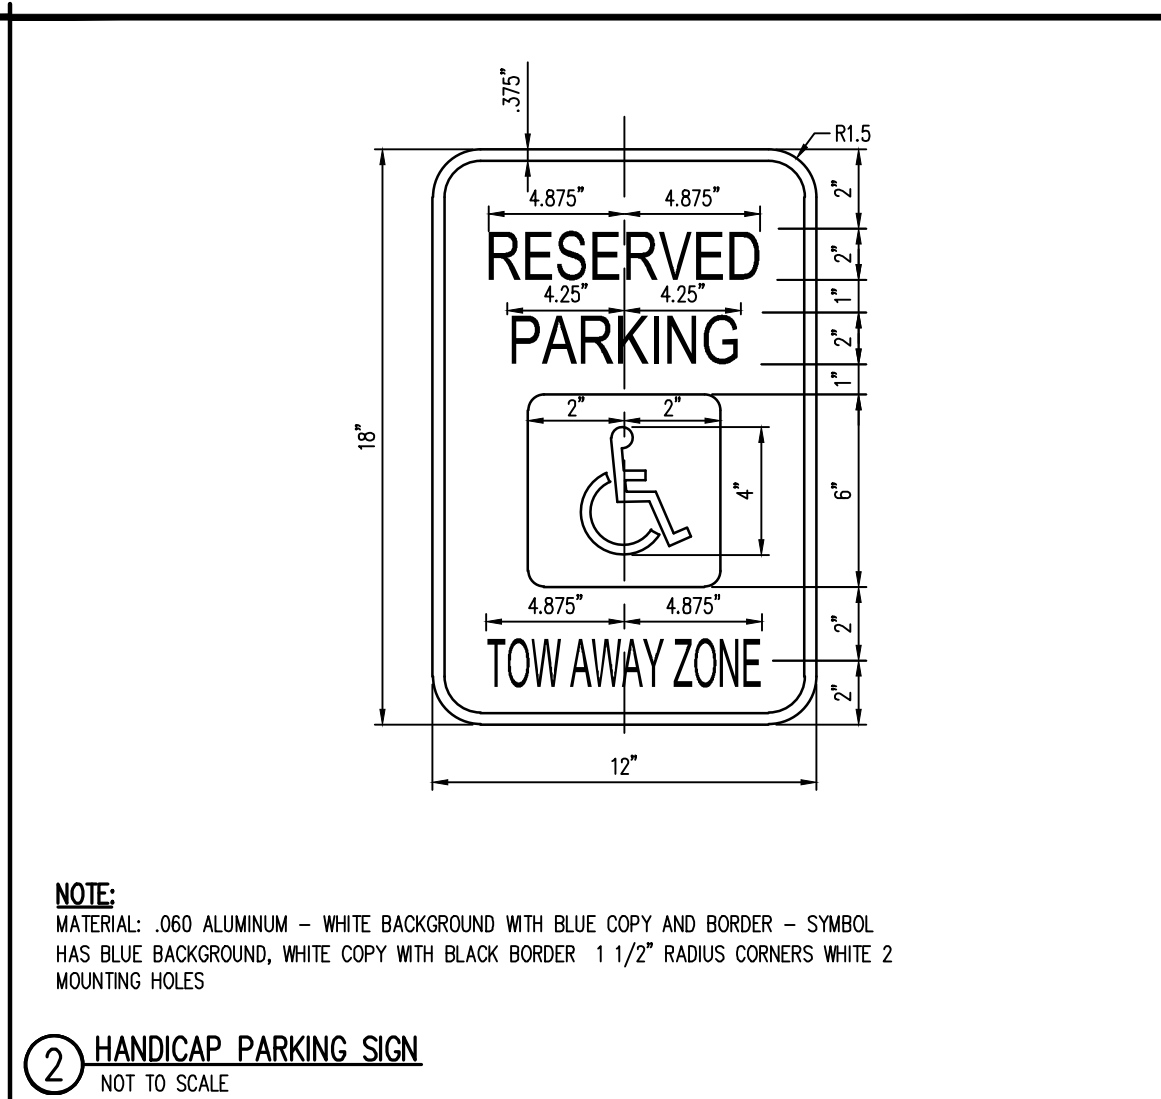 .375"
R1.5
4.875" 4.875"
2"
RESERVED
2"
4.25" 4.25"
1"
PARKING
2"
1"
2" 2"
18"
4"
6"
4.875" 4.875"
2"
TOW AWAY ZONE
2"
12"
NOTE:
MATERIAL: .060 ALUMINUM – WHITE BACKGROUND WITH BLUE COPY AND BORDER – SYMBOL
HAS BLUE BACKGROUND, WHITE COPY WITH BLACK BORDER 1 1/2" RADIUS CORNERS WHITE 2
MOUNTING HOLES
2 HANDICAP PARKING SIGN
NOT TO SCALE